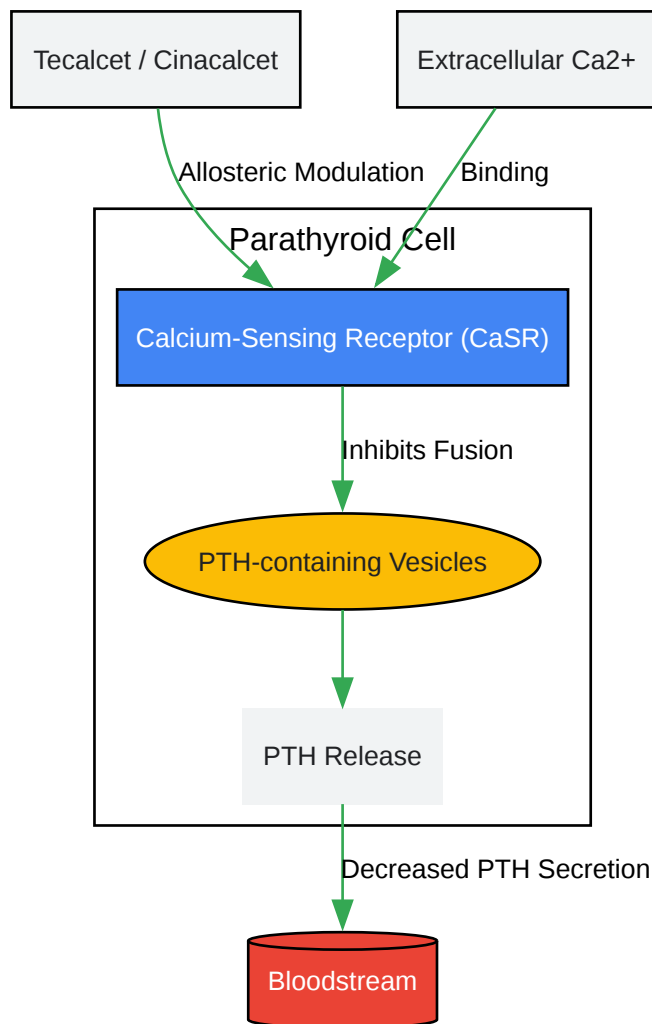 Tecalcet / Cinacalcet
Extracellular Ca2+
Allosteric Modulation
Binding
Parathyroid Cell
Calcium-Sensing Receptor (CaSR)
Inhibits Fusion
PTH-containing Vesicles
PTH Release
Decreased PTH Secretion
Bloodstream